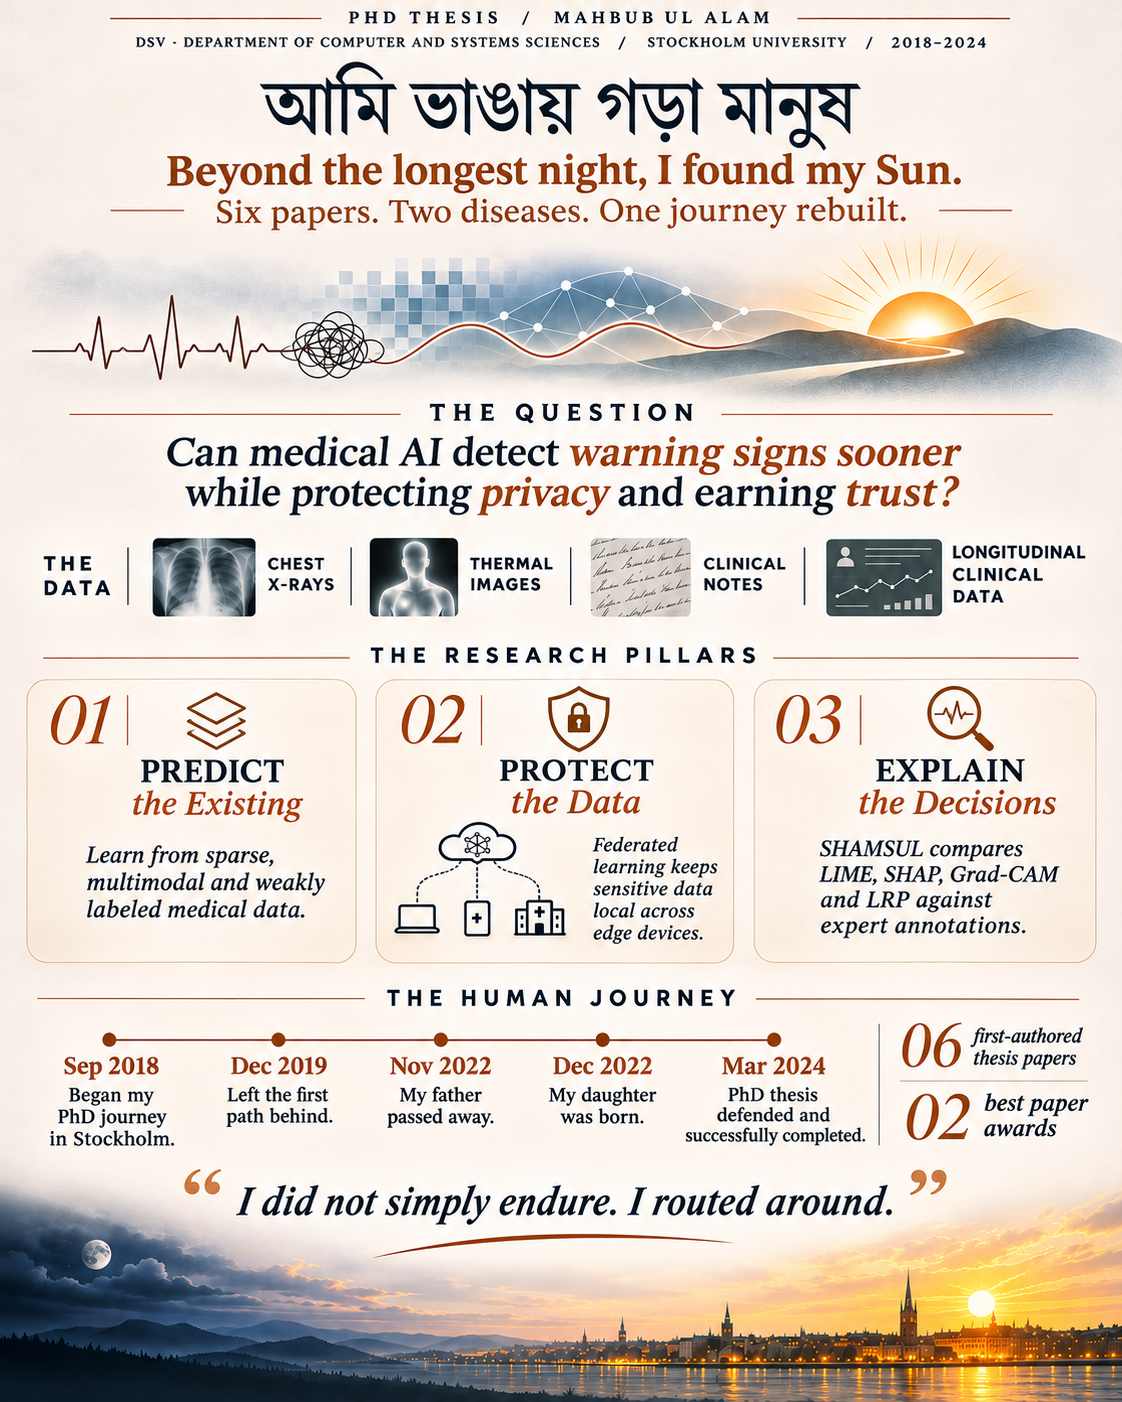 PHD THESIS / MAHBUB UL ALAM
DSV · DEPARTMENT OF COMPUTER AND SYSTEMS SCIENCES / STOCKHOLM UNIVERSITY / 2018–2024
আমি ভাঙায় গড়া মানুষ
Beyond the longest night, I found my Sun.
Six papers. Two diseases. One journey rebuilt.
THE QUESTION
Can medical AI detect warning signs sooner
while protecting privacy and earning trust?
THE
DATA
CHEST
X-RAYS
THERMAL
IMAGES
CLINICAL
NOTES
LONGITUDINAL
CLINICAL
DATA
THE RESEARCH PILLARS
01
PREDICT
the Existing
Learn from sparse,
multimodal and weakly
labeled medical data.
02
PROTECT
the Data
Federated
learning keeps
sensitive data
local across
edge devices.
03
EXPLAIN
the Decisions
SHAMSUL compares
LIME, SHAP, Grad-CAM
and LRP against
expert annotations.
THE HUMAN JOURNEY
Sep 2018
Began my
PhD journey
in Stockholm.
Dec 2019
Left the first
path behind.
Nov 2022
My father
passed away.
Dec 2022
My daughter
was born.
Mar 2024
PhD thesis
defended and
successfully completed.
06 first-authored
thesis papers
02 best paper
awards
“I did not simply endure. I routed around.”